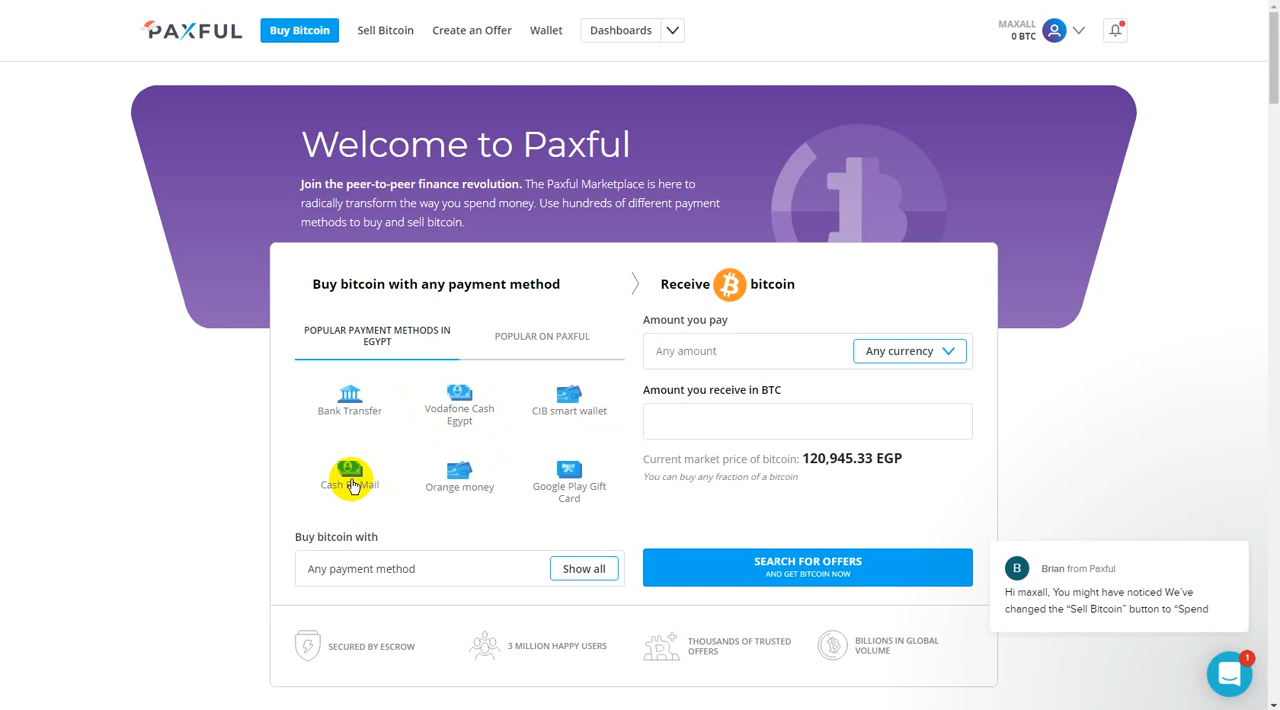 PAXFUL
Buy Bitcoin
Sell Bitcoin
Create an Offer
Wallet
Dashboards
MAXALL
0 BTC
Welcome to Paxful
Join the peer-to-peer finance revolution. The Paxful Marketplace is here to
radically transform the way you spend money. Use hundreds of different payment
methods to buy and sell bitcoin.
Buy bitcoin with any payment method
Receive bitcoin
POPULAR PAYMENT METHODS IN
EGYPT
POPULAR ON PAXFUL
Bank Transfer
Vodafone Cash
Egypt
CIB smart wallet
Cash Mail
Orange money
Google Play Gift
Card
Buy bitcoin with
Any payment method
Show all
Amount you pay
Any amount
Any currency
Amount you receive in BTC
Current market price of bitcoin: 120,945.33 EGP
You can buy any fraction of a bitcoin
SEARCH FOR OFFERS
AND GET BITCOIN NOW
SECURED BY ESCROW
3 MILLION HAPPY USERS
THOUSANDS OF TRUSTED
OFFERS
BILLIONS IN GLOBAL
VOLUME
B
Brian from Paxful
Hi maxall, You might have noticed We've
changed the “Sell Bitcoin” button to “Spend
1